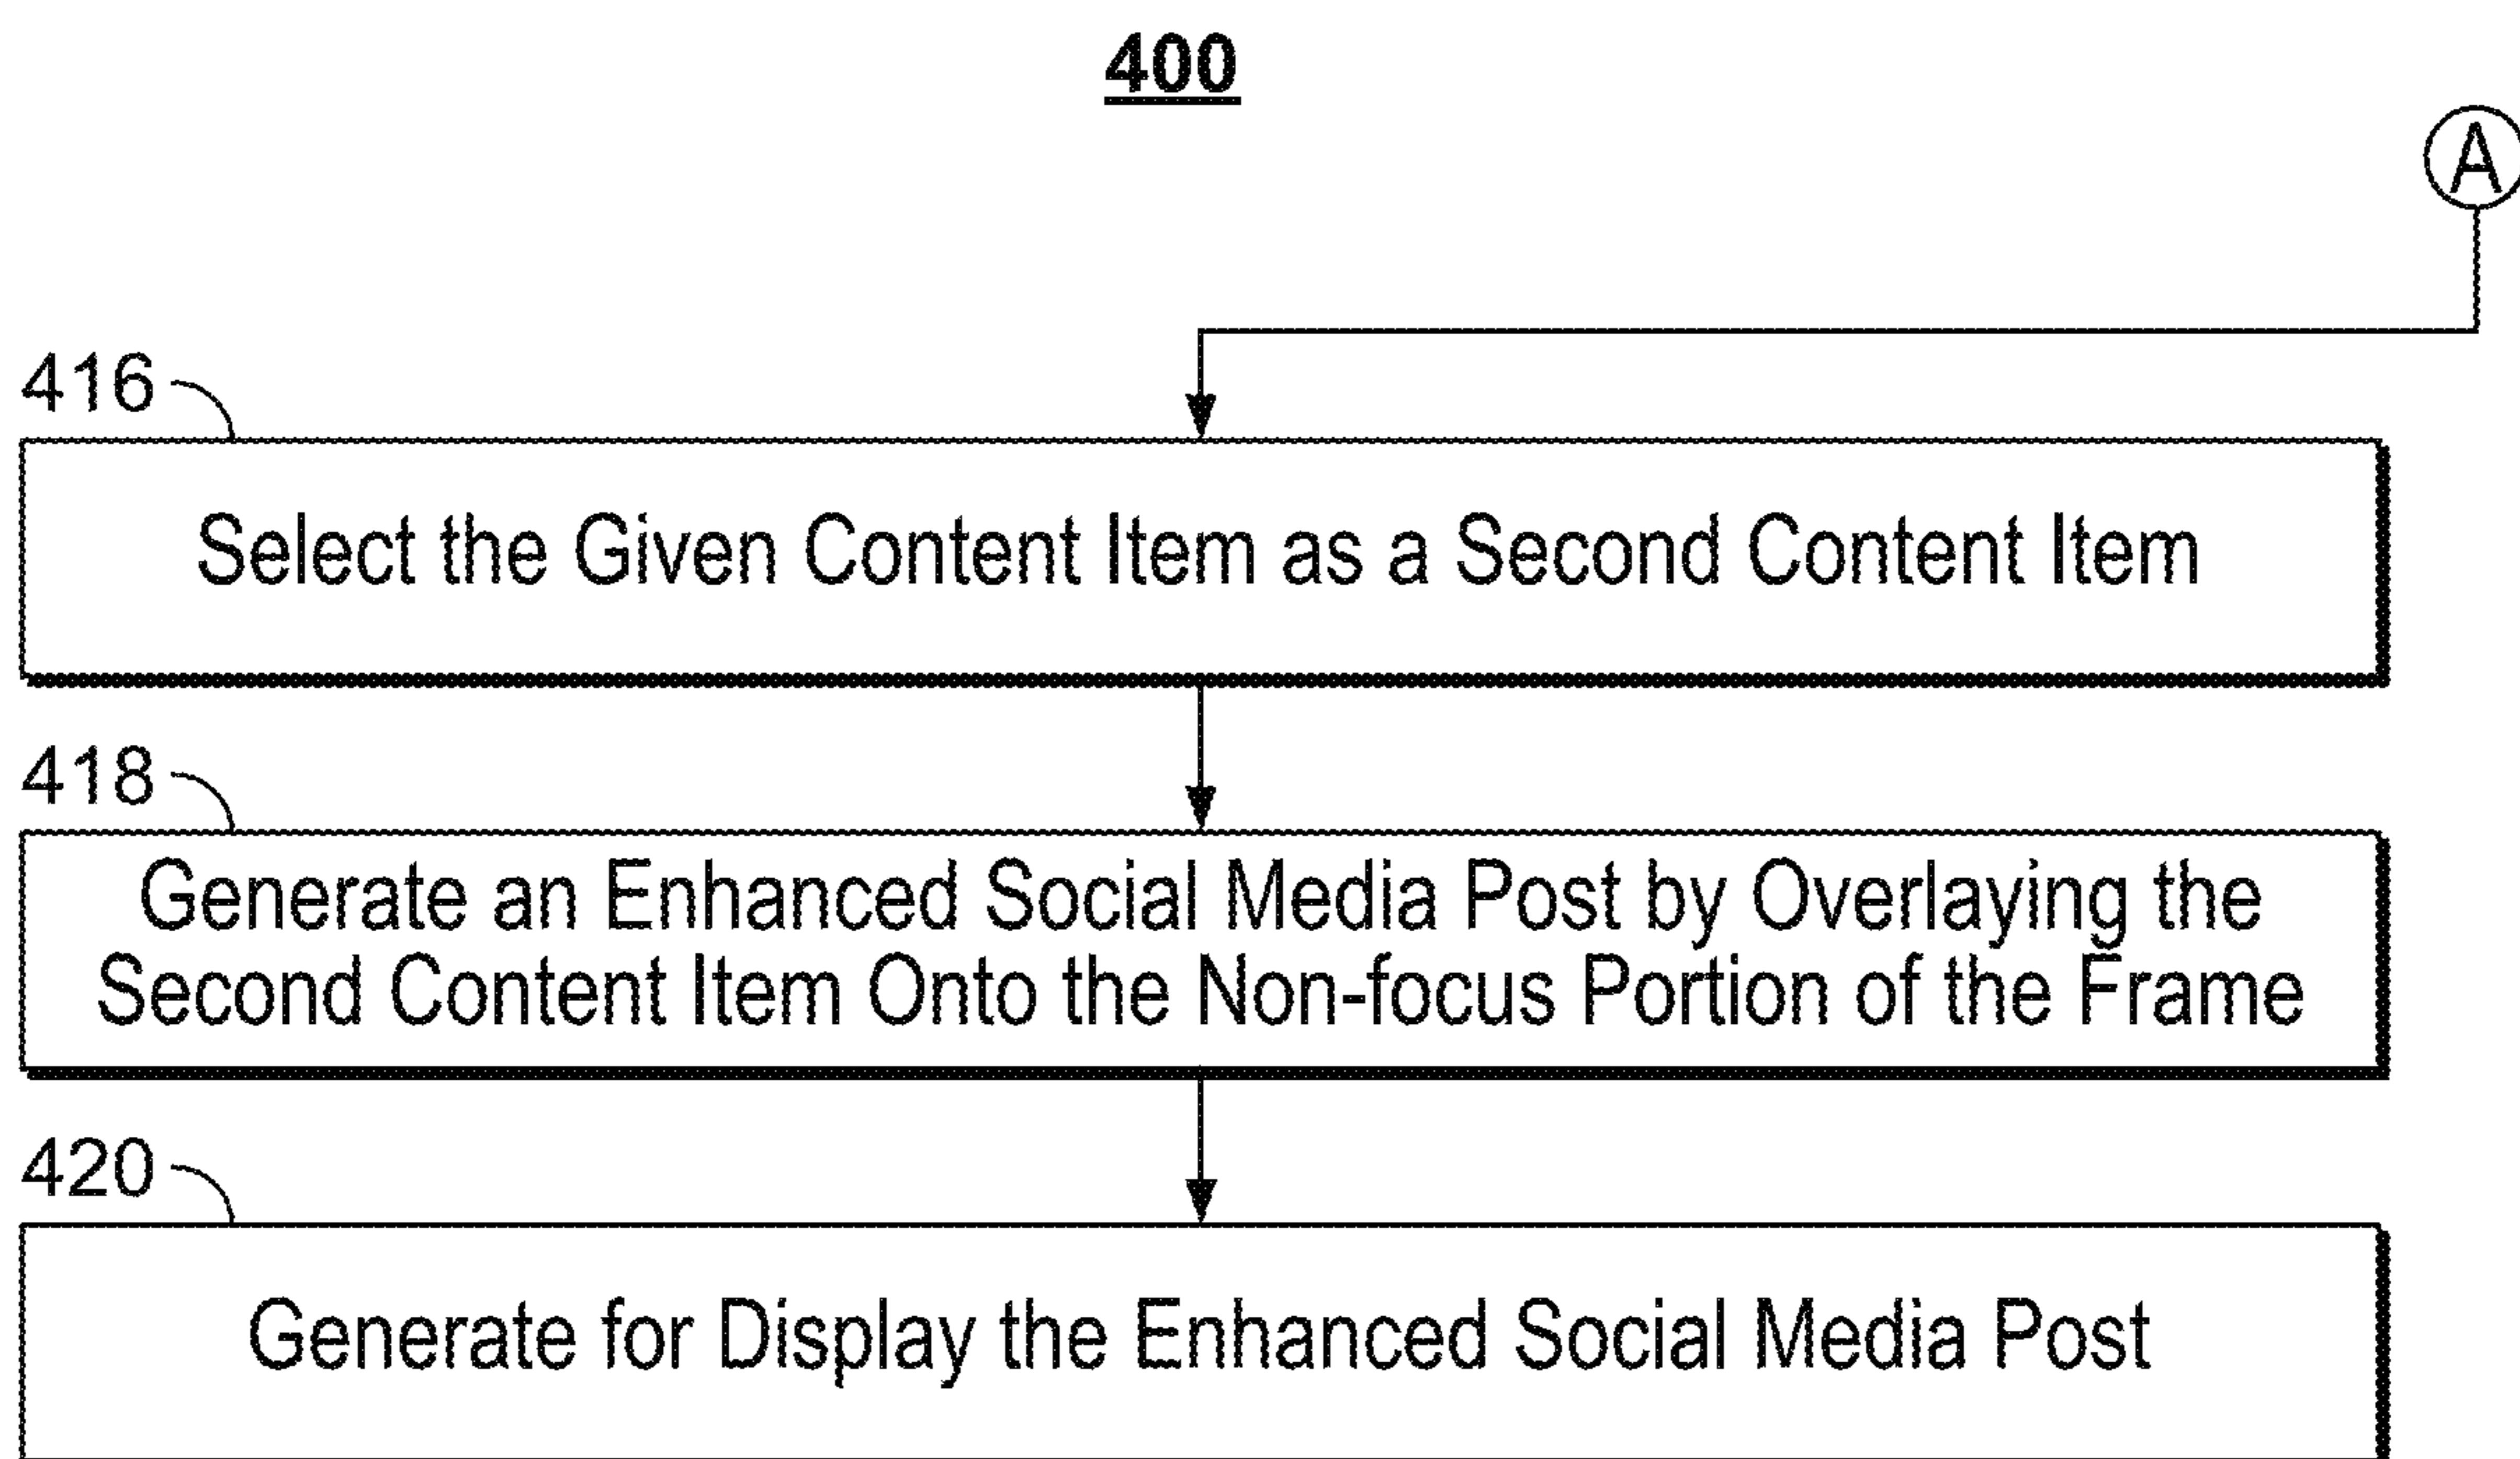 400
A
416
Select the Given Content Item as a Second Content Item
418
Generate an Enhanced Social Media Post by Overlaying the
Second Content Item Onto the Non-focus Portion of the Frame
420
Generate for Display the Enhanced Social Media Post